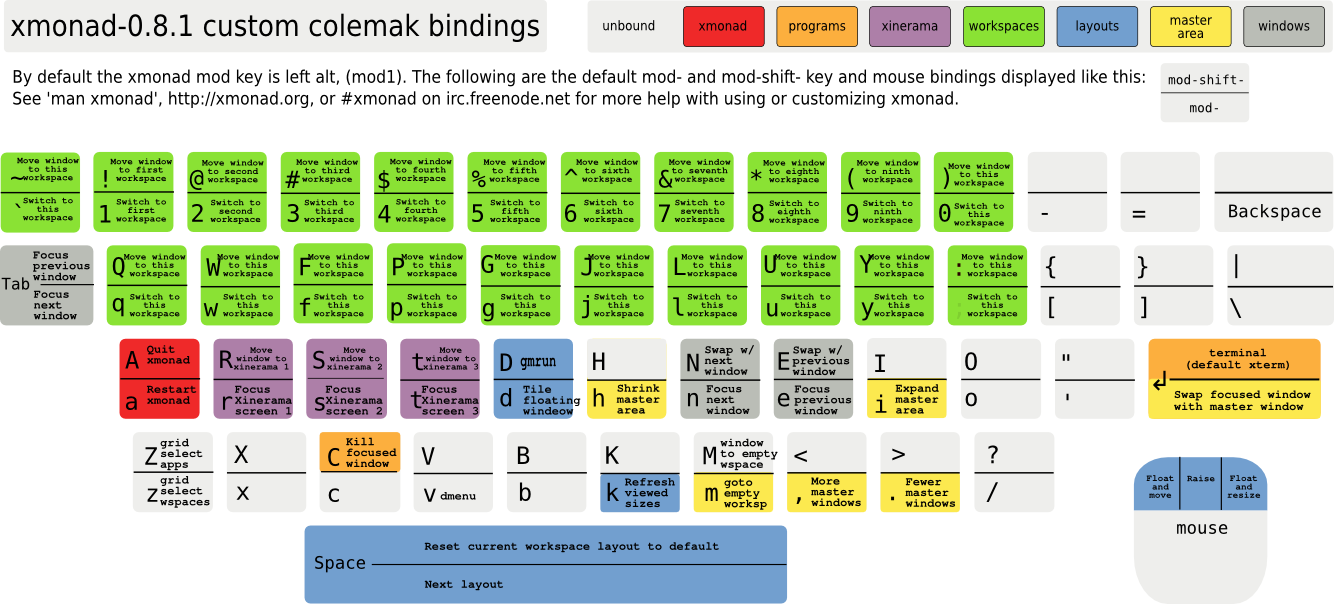 xmonad-0.8.1 custom colemak bindings
unbound
xmonad
programs
xinerama
workspaces
layouts
master
area
windows
By default the xmonad mod key is left alt, (mod1). The following are the default mod- and mod-shift- key and mouse bindings displayed like this:
See 'man xmonad', http://xmonad.org, or #xmonad on irc.freenode.net for more help with using or customizing xmonad.
mod-shift-
mod-
~ Move window
to this
workspace
` Switch to
this
workspace
! Move window
to first
workspace
1 Switch to
first
workspace
@ Move window
to second
workspace
2 Switch to
second
workspace
# Move window
to third
workspace
3 Switch to
third
workspace
$ Move window
to fourth
workspace
4 Switch to
fourth
workspace
% Move window
to fifth
workspace
5 Switch to
fifth
workspace
^ Move window
to sixth
workspace
6 Switch to
sixth
workspace
& Move window
to seventh
workspace
7 Switch to
seventh
workspace
* Move window
to eighth
workspace
8 Switch to
eighth
workspace
( Move window
to ninth
workspace
9 Switch to
ninth
workspace
) Move window
to this
workspace
0 Switch to
this
workspace
-
=
Backspace
Tab
Focus
previous
window
Focus
next
window
Q Move window
to this
workspace
q Switch to
this
workspace
W Move window
to this
workspace
w Switch to
this
workspace
F Move window
to this
workspace
f Switch to
this
workspace
P Move window
to this
workspace
p Switch to
this
workspace
G Move window
to this
workspace
g Switch to
this
workspace
J Move window
to this
workspace
j Switch to
this
workspace
L Move window
to this
workspace
l Switch to
this
workspace
U Move window
to this
workspace
u Switch to
this
workspace
Y Move window
to this
workspace
y Switch to
this
workspace
: Move window
to this
workspace
; Switch to
this
workspace
{
[
}
]
|
\
A Quit
xmonad
a Restart
xmonad
R Move
window to
xinerama 1
r Focus
Xinerama
screen 1
S Move
window to
xinerama 2
s Focus
Xinerama
screen 2
t Move
window to
xinerama 3
t Focus
Xinerama
screen 3
D gmrun
d Tile
floating
windeow
H
h Shrink
master
area
N Swap w/
next
window
n Focus
next
window
E Swap w/
previous
window
e Focus
previous
window
I
i Expand
master
area
O
o
"
'
terminal
(default xterm)
↲
Swap focused window
with master window
Z grid
select
apps
z grid
select
wspaces
X
x
C Kill
focused
window
c
V
v dmenu
B
b
K
k Refresh
viewed
sizes
M window
to empty
wspace
m goto
empty
worksp
<
, More
master
windows
>
. Fewer
master
windows
?
/
Float
and
move
Raise
Float
and
resize
mouse
Space
Reset current workspace layout to default
Next layout